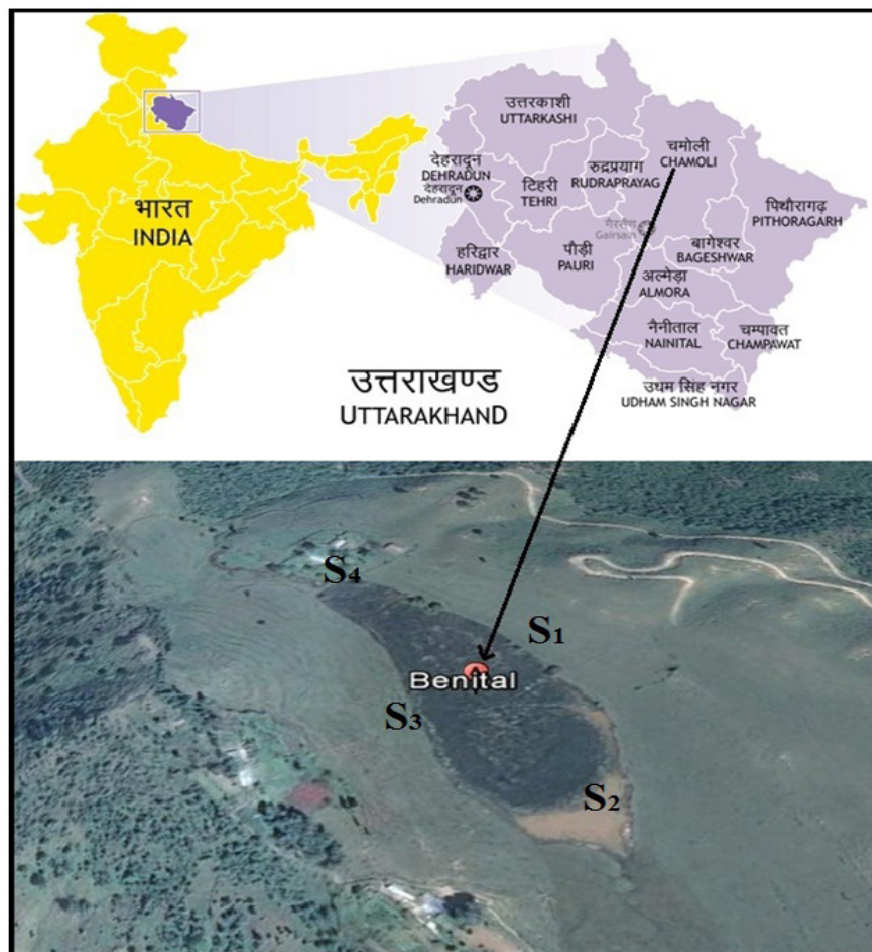 भारत
INDIA
उत्तराखण्ड
UTTARAKHAND
उत्तरकाशी
UTTARKASHI
चमोली
CHAMOLI
रुद्रप्रयाग
RUDRAPRAYAG
देहरादून
DEHRADUN
देहरादून
Dehradun
टिहरी
TEHRI
पिथौरागढ़
PITHORAGARH
गैरसैंण
Gairsain
हरिद्वार
HARIDWAR
पौड़ी
PAURI
बागेश्वर
BAGESHWAR
अल्मेड़ा
ALMORA
नैनीताल
NAINITAL
चम्पावत
CHAMPAWAT
उधम सिंह नगर
UDHAM SINGH NAGAR
S₄
S₁
Benital
S₃
S₂